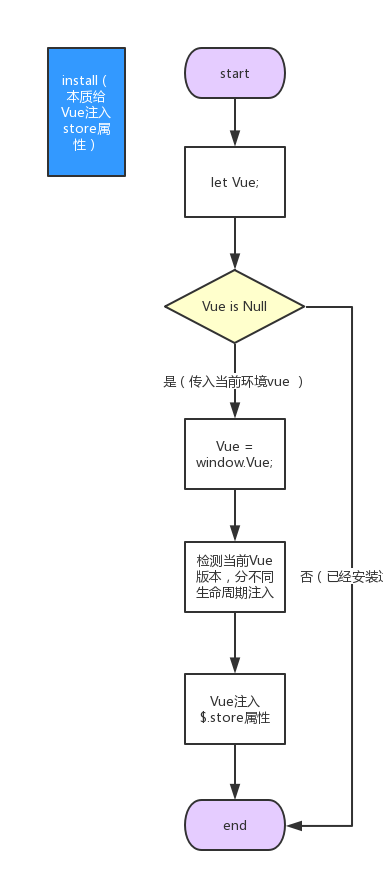 install（
本质给
Vue注入
store属
性）
start
let Vue;
Vue is Null
是（传入当前环境vue ）
Vue =
window.Vue;
检测当前Vue
版本，分不同
生命周期注入
否（已经安装
Vue注入
$.store属性
end